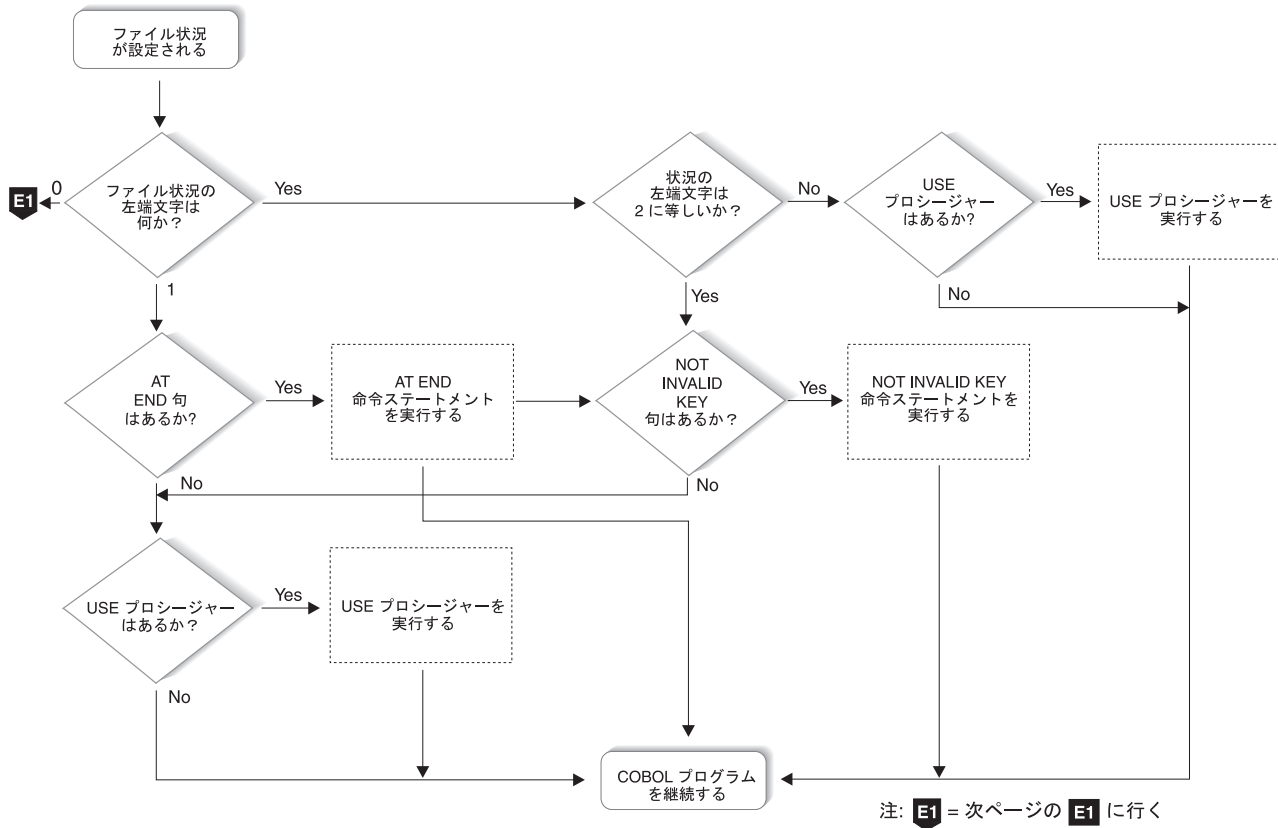 ファイル状況
が設定される
E1
0
ファイル状況の
左端文字は
何か？
Yes
状況の
左端文字は
2 に等しいか？
No
USE
プロシージャー
はあるか?
Yes
USE プロシージャーを
実行する
1
Yes
No
AT
END 句
はあるか?
Yes
AT END
命令ステートメント
を実行する
NOT
INVALID
KEY
句はあるか？
Yes
NOT INVALID KEY
命令ステートメントを
実行する
No
No
USE プロシージャー
はあるか？
Yes
USE プロシージャーを
実行する
No
COBOL プログラム
を継続する
注: E1 = 次ページの E1 に行く